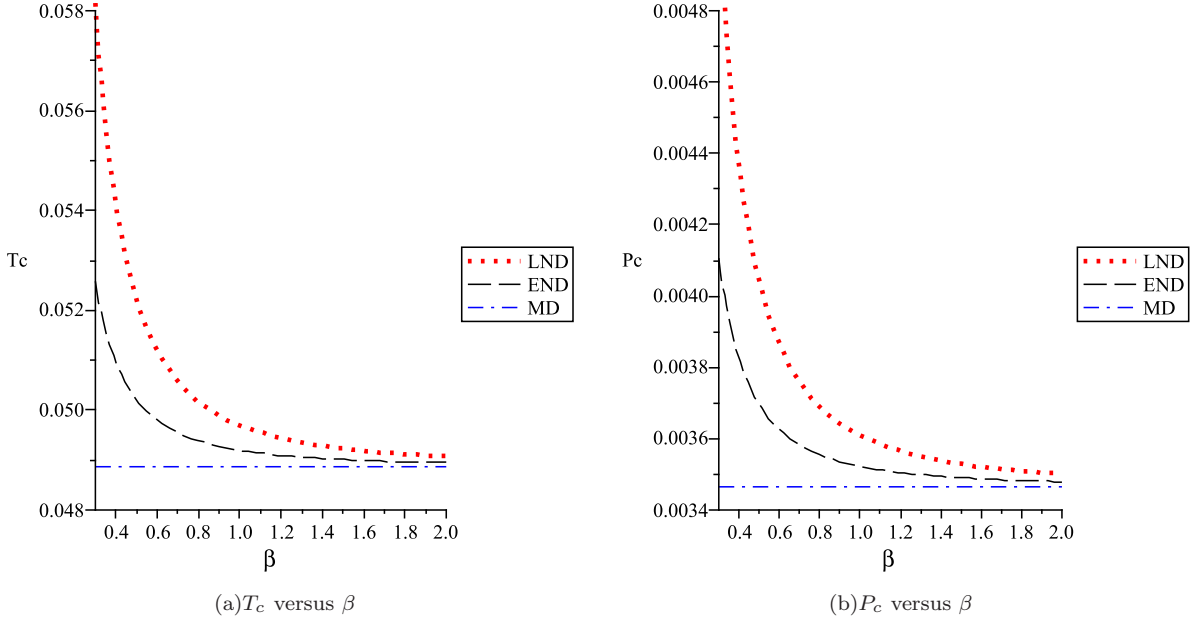 0.058
0.056
0.054
Tc
0.052
0.050
0.048
0.4 0.6 0.8 1.0 1.2 1.4 1.6 1.8 2.0
β
LND
END
MD
(a)Tc versus β
0.0048
0.0046
0.0044
0.0042
Pc
0.0040
0.0038
0.0036
0.0034
0.4 0.6 0.8 1.0 1.2 1.4 1.6 1.8 2.0
β
LND
END
MD
(b)Pc versus β